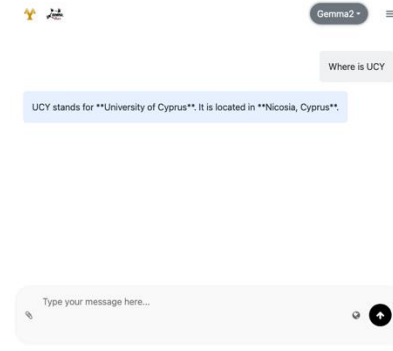 Gemma2
Where is UCY
UCY stands for **University of Cyprus**. It is located in **Nicosia, Cyprus**.
Type your message here...